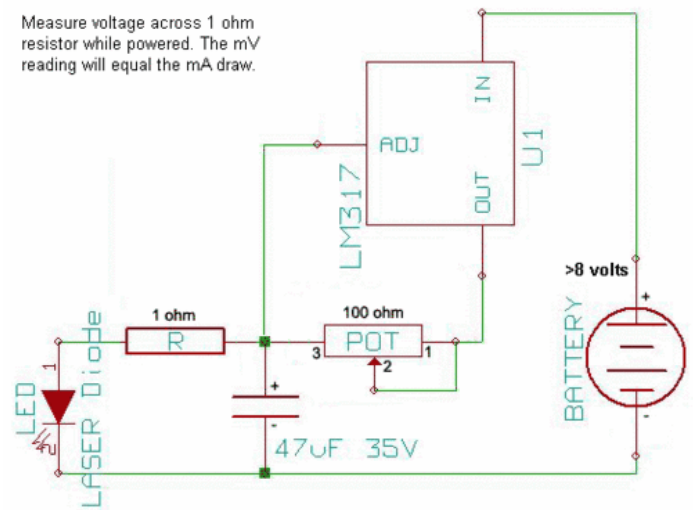 Measure voltage across 1 ohm
resistor while powered. The mV
reading will equal the mA draw.
IN
ADJ
U1
OUT
LM317
>8 volts
+
BATTERY
-
1 ohm
R
100 ohm
POT
3
1
2
1
LED
2
LASER Diode
+
-
47uF 35V